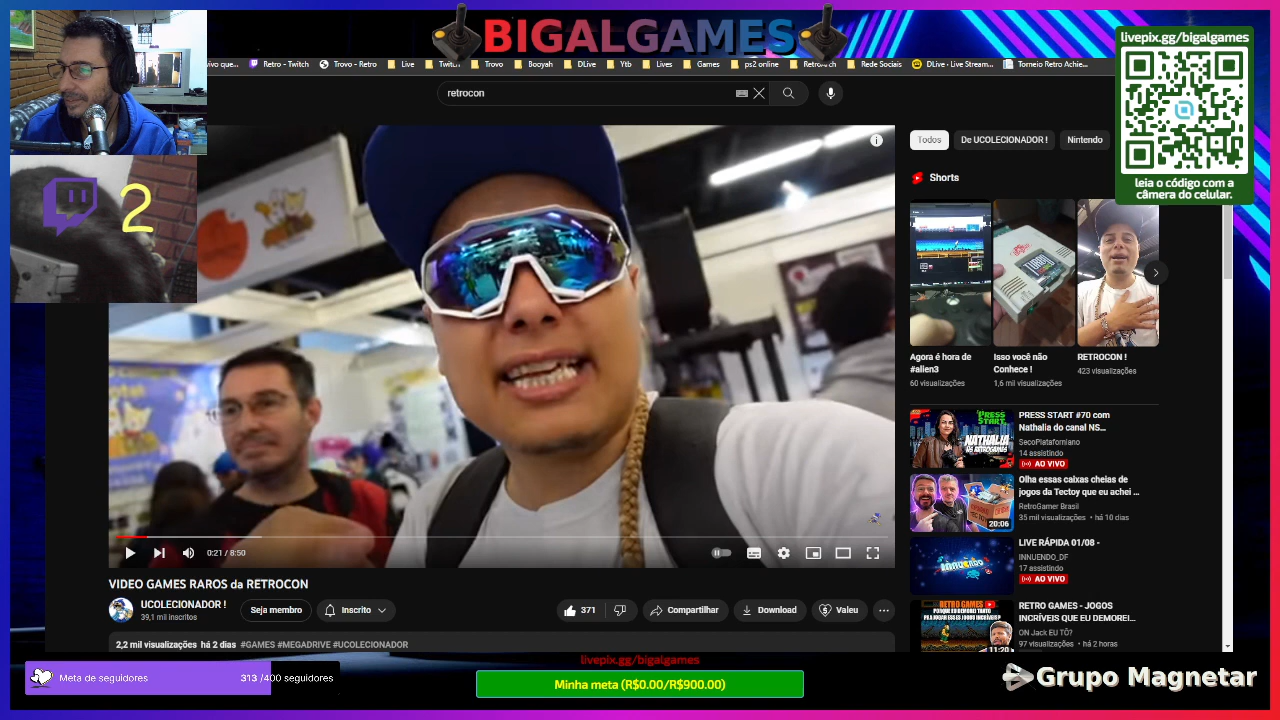 BIGALGAMES
livepix.gg/bigalgames
leia o código com a
câmera do celular.
vivo que...
Retro - Twitch
Trovo - Retro
Live
Twitch
Trovo
Booyah
DLive
Ytb
Lives
Games
ps2 online
Rede Sociais
DLive · Live Stream...
Torneio Retro Achie...
retrocon
2
Todos
De UCOLECIONADOR !
Nintendo
Shorts
Agora é hora de
#alien3
60 visualizações
Isso você não
Conhece !
1,6 mil visualizações
RETROCON !
423 visualizações
PRESS START #70 com
Nathalia do canal NS...
SecoPlataforniano
14 assistindo
AO VIVO
PRESS
START
NATHALIA
Olha essas caixas cheias de
jogos da Tectoy que eu achei ...
RetroGamer Brasil
35 mil visualizações • há 10 dias
20:06
LIVE RÁPIDA 01/08 -
INNUENDO_DF
17 assistindo
AO VIVO
INNUENDO
RETRO GAMES - JOGOS
INCRÍVEIS QUE EU DEMOREI...
ON Jack EU TÔ?
97 visualizações • há 2 horas
RETRO GAMES
11:20
0:21 / 8:50
VIDEO GAMES RAROS da RETROCON
UCOLECIONADOR !
39,1 mil inscritos
Seja membro
Inscrito
371
Compartilhar
Download
Valeu
2,2 mil visualizações há 2 dias #GAMES #MEGADRIVE #UCOLECIONADOR
Meta de seguidores
313 /400 seguidores
livepix.gg/bigalgames
Minha meta (R$0.00/R$900.00)
Grupo Magnetar